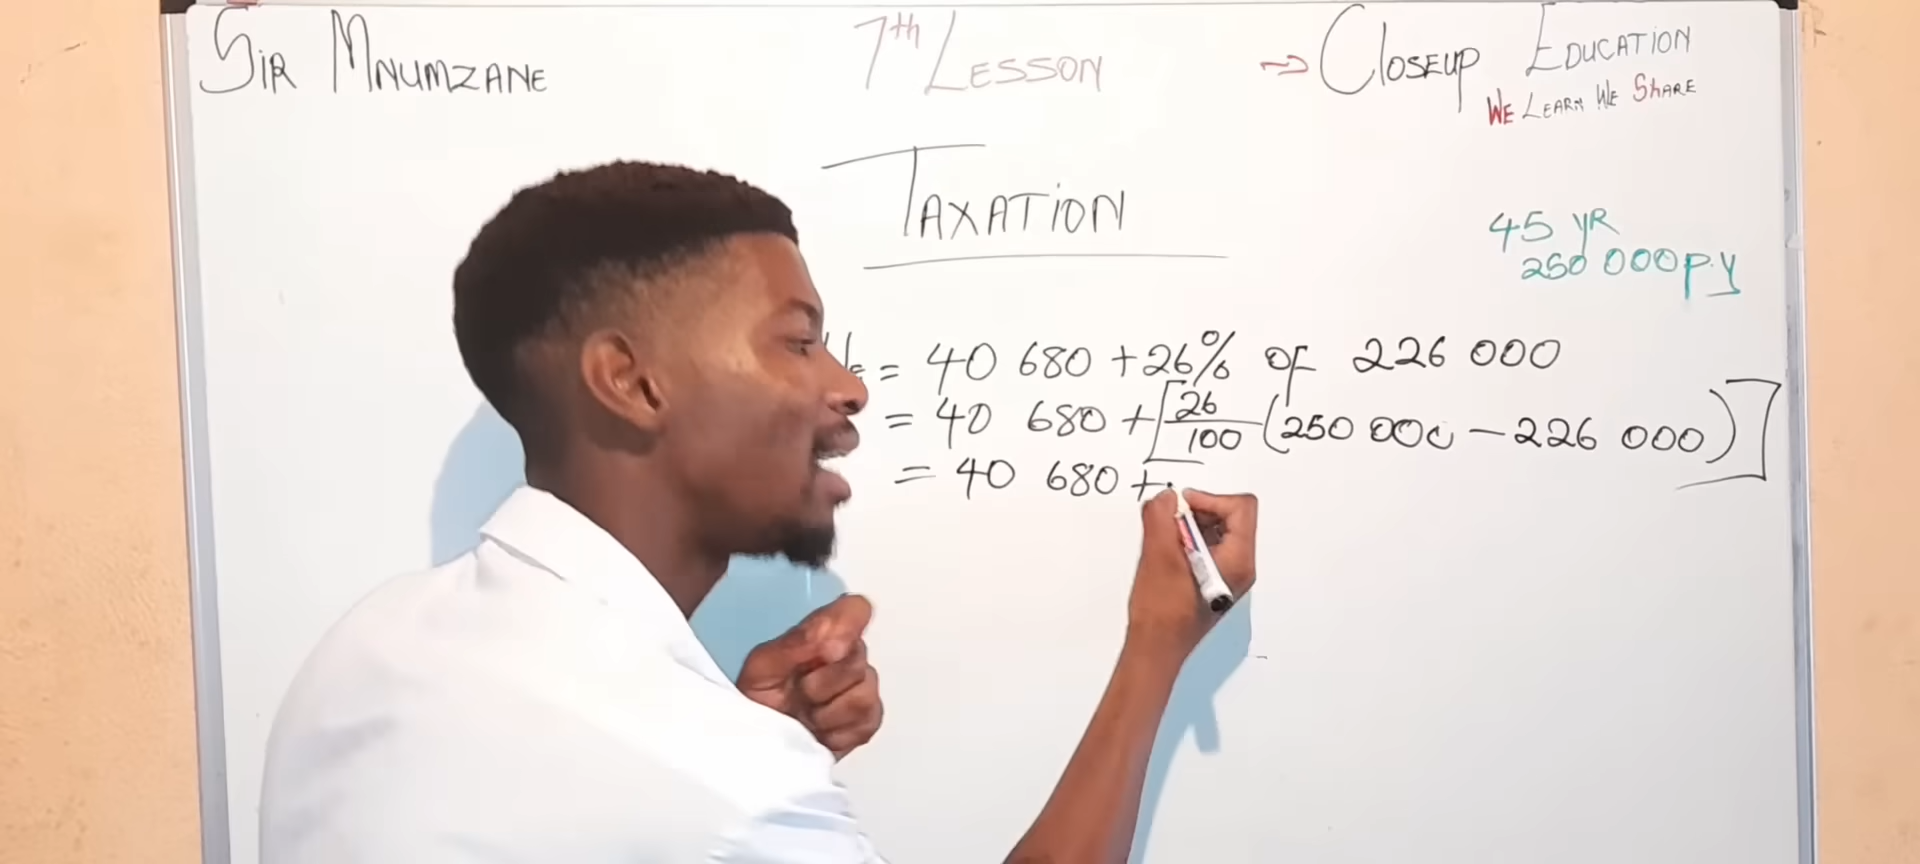 SIR MNUMZANE
7th LESSON
→ CLOSEUP EDUCATION
WE LEARN WE SHARE
TAXATION
45 YR
250 000 p.y
= 40 680 + 26% OF 226 000
= 40 680 + [26/100 (250 000 - 226 000)]
= 40 680 +